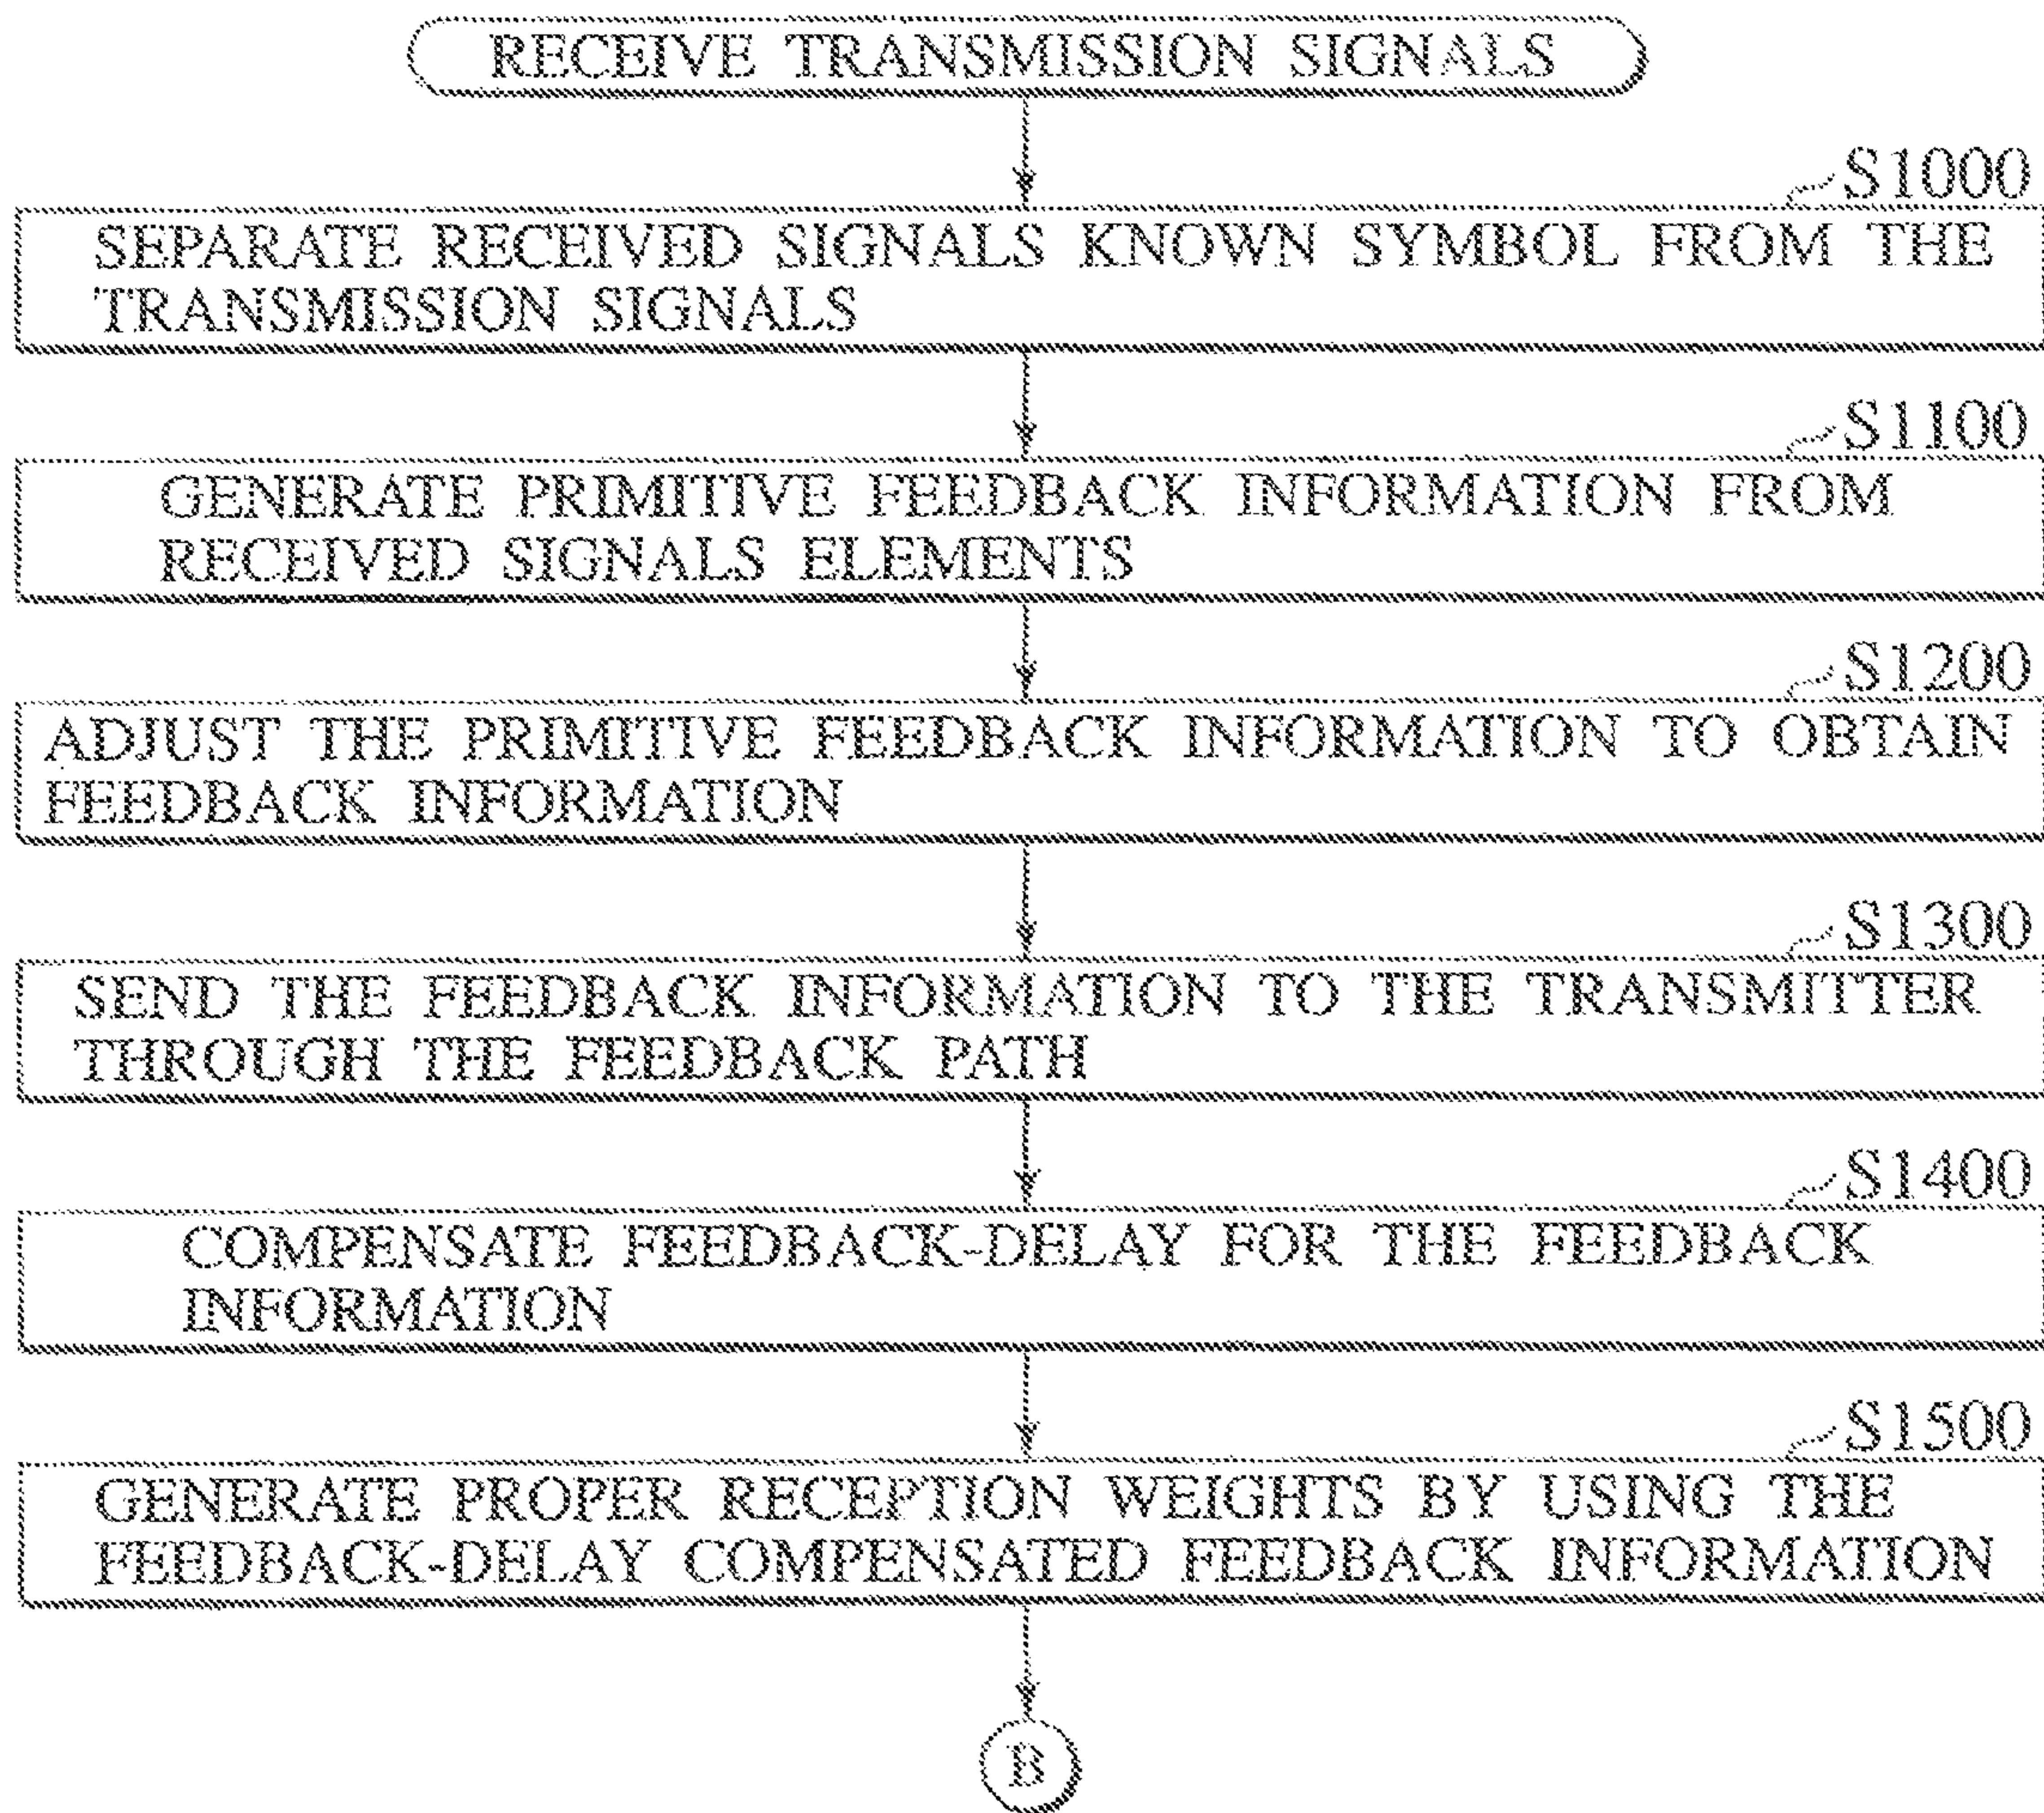 RECEIVE TRANSMISSION SIGNALS
S1000
SEPARATE RECEIVED SIGNALS KNOWN SYMBOL FROM THE
TRANSMISSION SIGNALS
S1100
GENERATE PRIMITIVE FEEDBACK INFORMATION FROM
RECEIVED SIGNALS ELEMENTS
S1200
ADJUST THE PRIMITIVE FEEDBACK INFORMATION TO OBTAIN
FEEDBACK INFORMATION
S1300
SEND THE FEEDBACK INFORMATION TO THE TRANSMITTER
THROUGH THE FEEDBACK PATH
S1400
COMPENSATE FEEDBACK-DELAY FOR THE FEEDBACK
INFORMATION
S1500
GENERATE PROPER RECEPTION WEIGHTS BY USING THE
FEEDBACK-DELAY COMPENSATED FEEDBACK INFORMATION
B